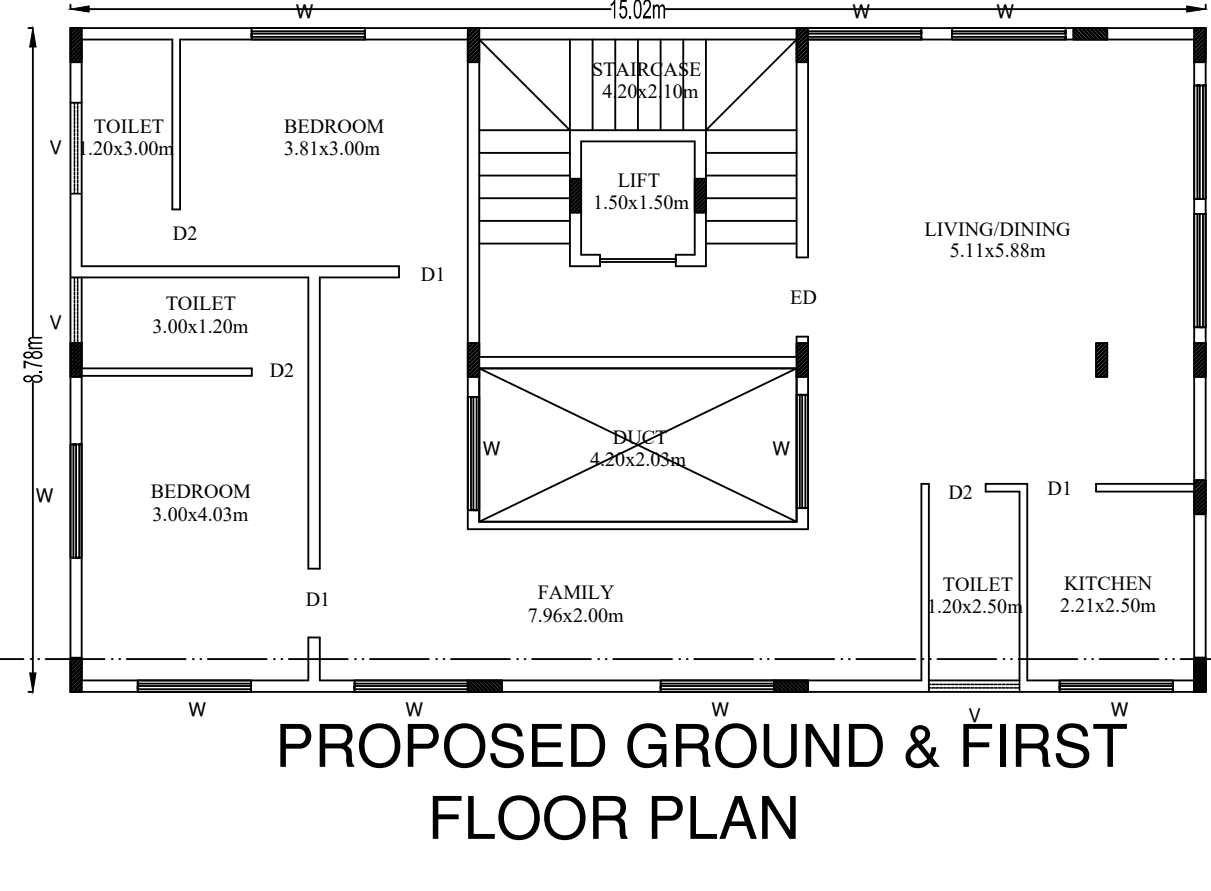 15.02m
W
W
W
STAIRCASE
4.20x2.10m
TOILET
1.20x3.00m
V
BEDROOM
3.81x3.00m
LIFT
1.50x1.50m
D2
LIVING/DINING
5.11x5.88m
D1
TOILET
3.00x1.20m
V
ED
8.78m
D2
DUCT
4.20x2.03m
W
W
W
BEDROOM
3.00x4.03m
D2
D1
D1
FAMILY
7.96x2.00m
TOILET
1.20x2.50m
KITCHEN
2.21x2.50m
W
W
W
V
W
PROPOSED GROUND & FIRST
FLOOR PLAN